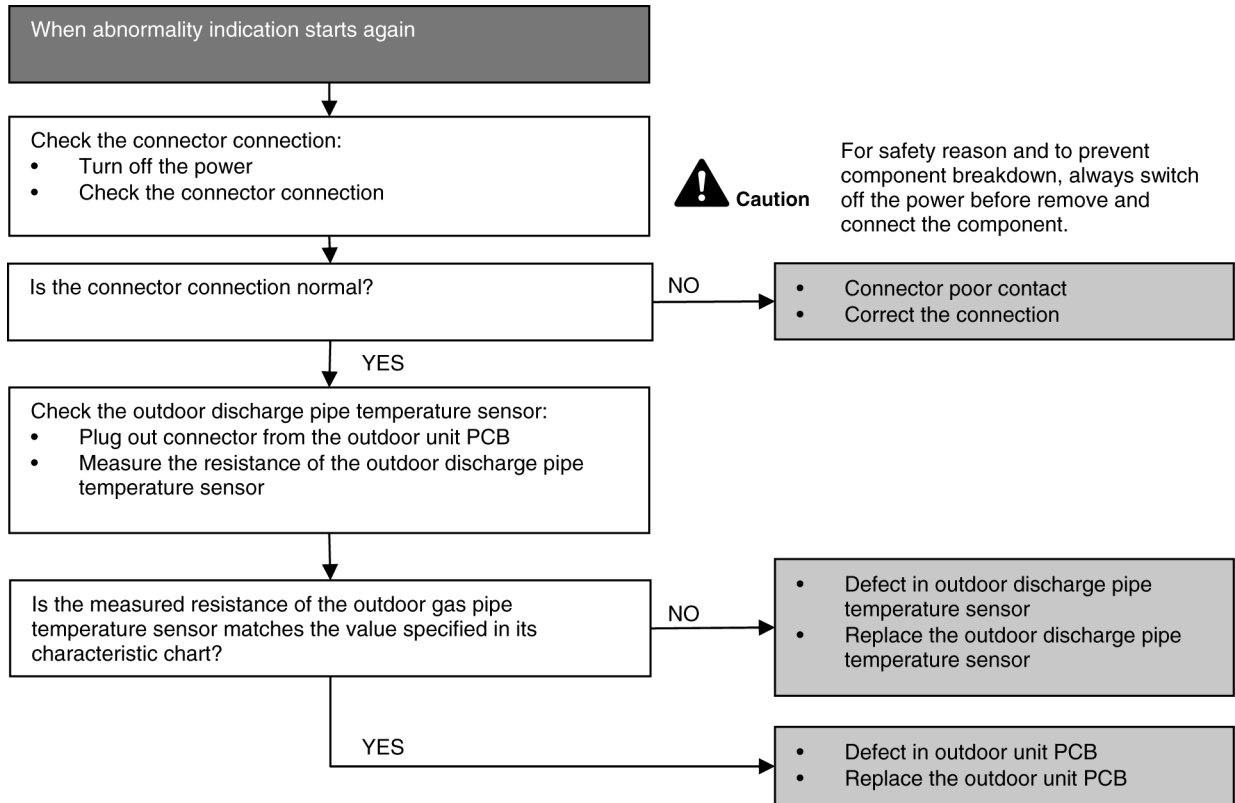 When abnormality indication starts again
Check the connector connection:
• Turn off the power
• Check the connector connection
Caution
For safety reason and to prevent
component breakdown, always switch
off the power before remove and
connect the component.
Is the connector connection normal?
NO
• Connector poor contact
• Correct the connection
YES
Check the outdoor discharge pipe temperature sensor:
• Plug out connector from the outdoor unit PCB
• Measure the resistance of the outdoor discharge pipe
temperature sensor
Is the measured resistance of the outdoor gas pipe
temperature sensor matches the value specified in its
characteristic chart?
NO
• Defect in outdoor discharge pipe
temperature sensor
• Replace the outdoor discharge pipe
temperature sensor
YES
• Defect in outdoor unit PCB
• Replace the outdoor unit PCB